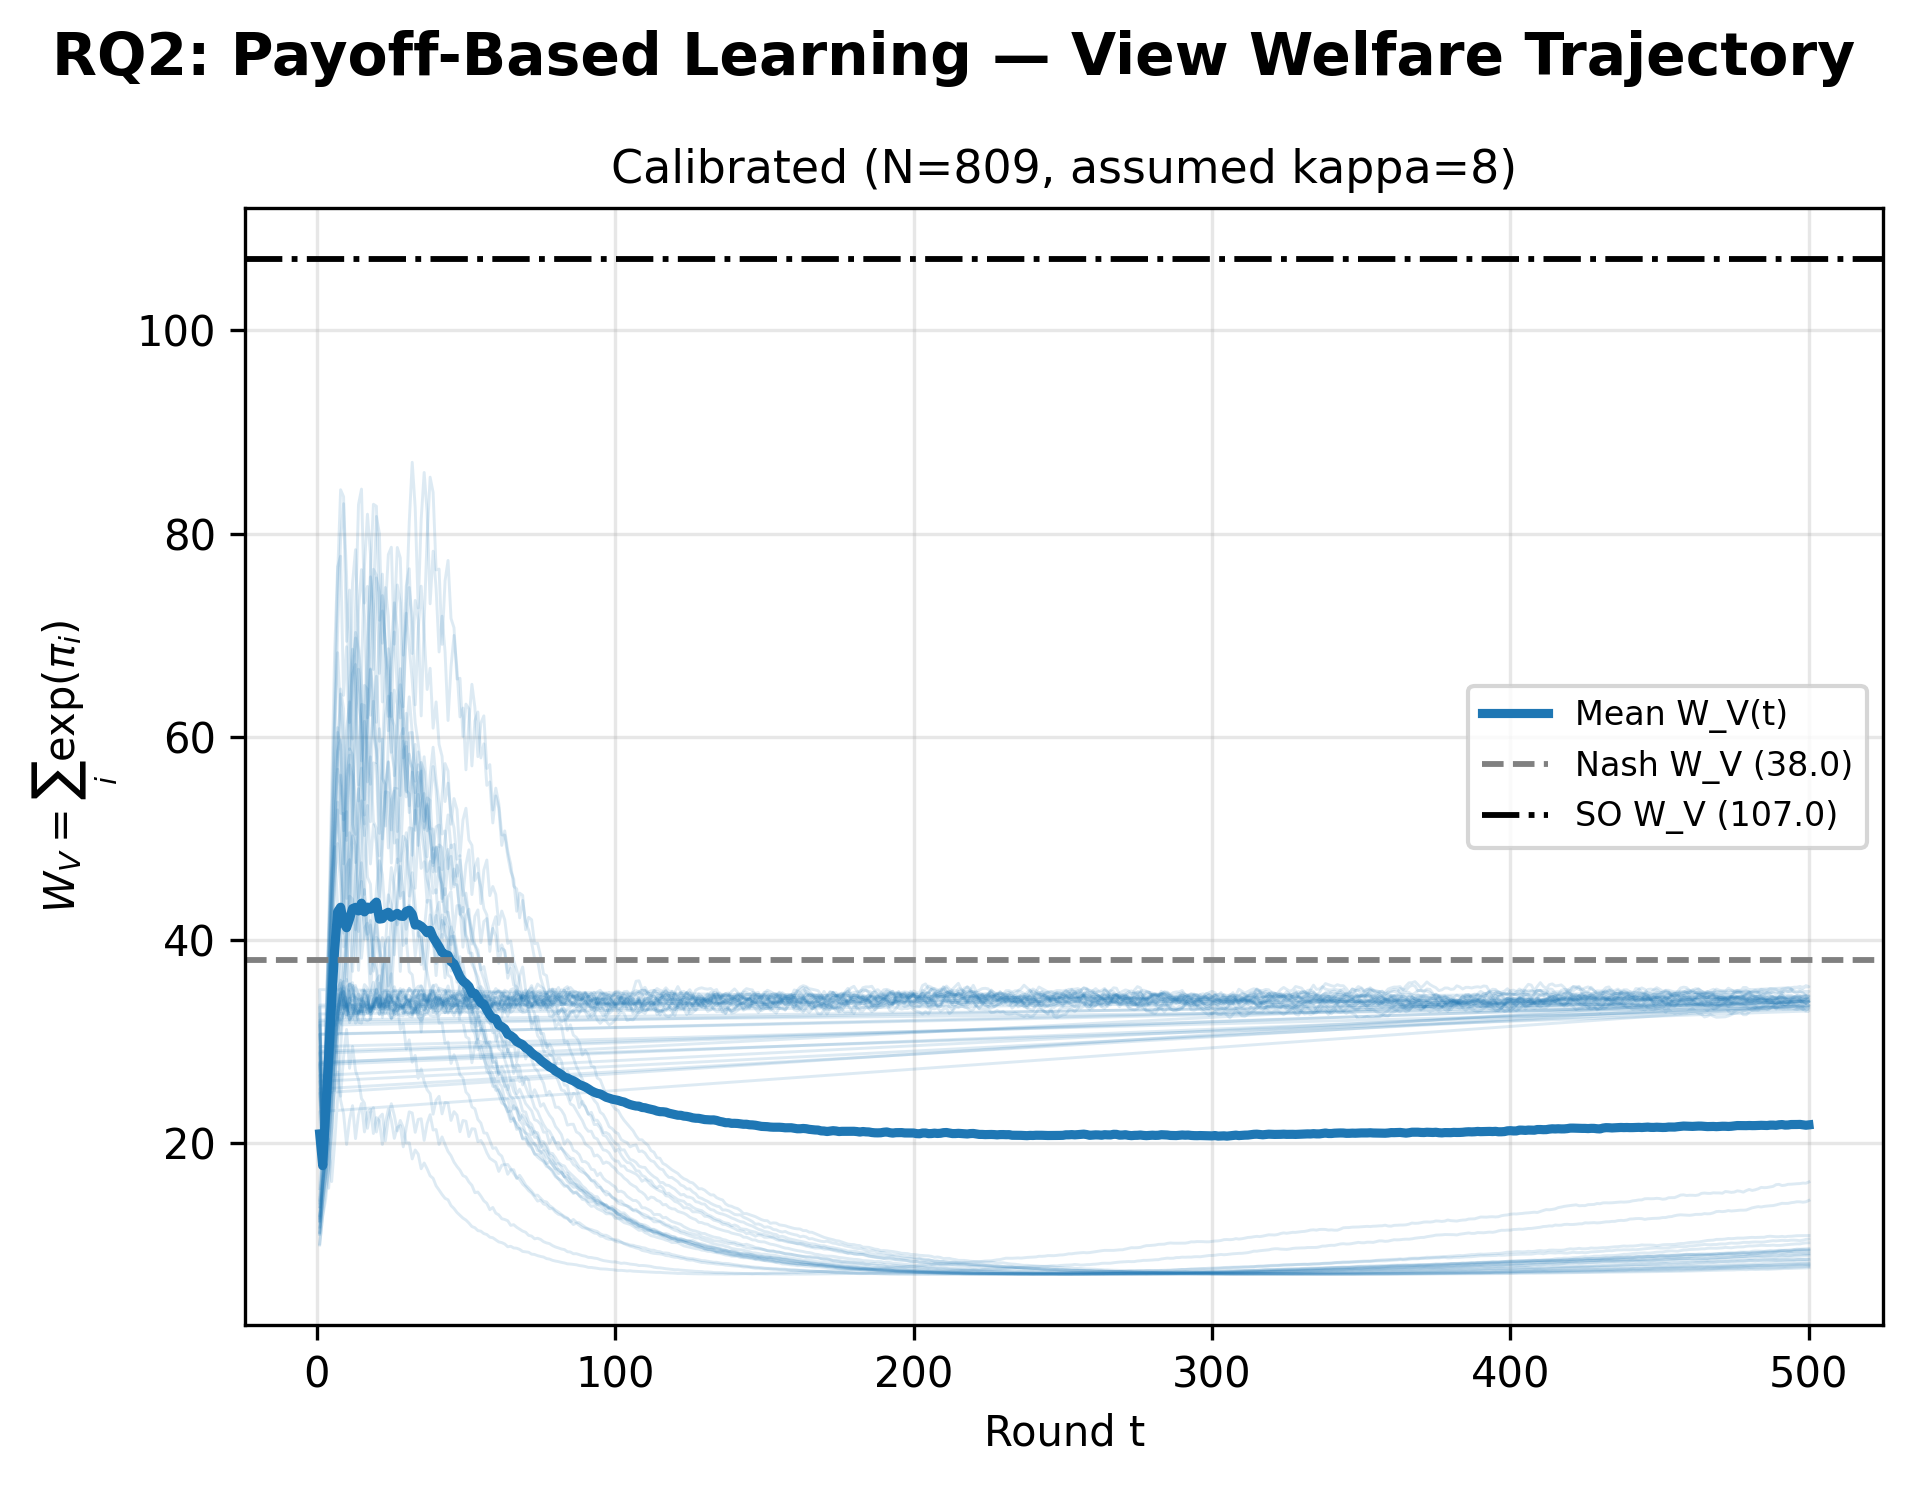 RQ2: Payoff-Based Learning — View Welfare Trajectory
Calibrated (N=809, assumed kappa=8)
W_V = ∑_i exp(π_i)
100
80
60
40
20
Mean W_V(t)
Nash W_V (38.0)
SO W_V (107.0)
0 100 200 300 400 500
Round t